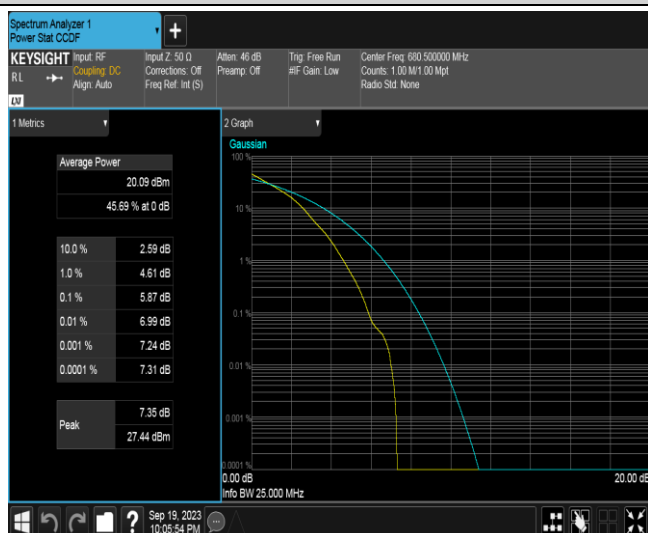 Spectrum Analyzer 1
Power Stat CCDF
+
KEYSIGHT
RL
LXI
Input: RF
Coupling: DC
Align: Auto
Input Z: 50 Ω
Corrections: Off
Freq Ref: Int (S)
Atten: 46 dB
Preamp: Off
Trig: Free Run
#IF Gain: Low
Center Freq: 680.500000 MHz
Counts: 1.00 M/1.00 Mpt
Radio Std: None
1 Metrics
Average Power
20.09 dBm
45.69 % at 0 dB
10.0 % 2.59 dB
1.0 % 4.61 dB
0.1 % 5.87 dB
0.01 % 6.99 dB
0.001 % 7.24 dB
0.0001 % 7.31 dB
Peak
7.35 dB
27.44 dBm
2 Graph
Gaussian
100 %
10 %
1 %
0.1 %
0.01 %
0.001 %
0.0001 %
0.00 dB 20.00 dB
Info BW 25.000 MHz
?
Sep 19, 2023
10:05:54 PM